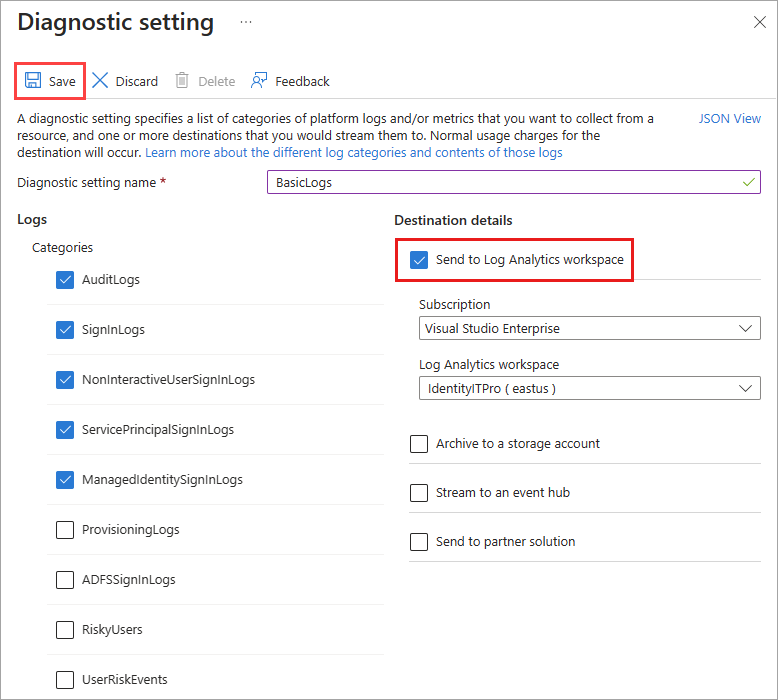 Diagnostic setting ...
Save Discard Delete Feedback
A diagnostic setting specifies a list of categories of platform logs and/or metrics that you want to collect from a
resource, and one or more destinations that you would stream them to. Normal usage charges for the
destination will occur. Learn more about the different log categories and contents of those logs
JSON View
Diagnostic setting name *
BasicLogs
Logs
Categories
AuditLogs
SignInLogs
NonInteractiveUserSignInLogs
ServicePrincipalSignInLogs
ManagedIdentitySignInLogs
ProvisioningLogs
ADFSSignInLogs
RiskyUsers
UserRiskEvents
Destination details
Send to Log Analytics workspace
Subscription
Visual Studio Enterprise
Log Analytics workspace
IdentityITPro ( eastus )
Archive to a storage account
Stream to an event hub
Send to partner solution